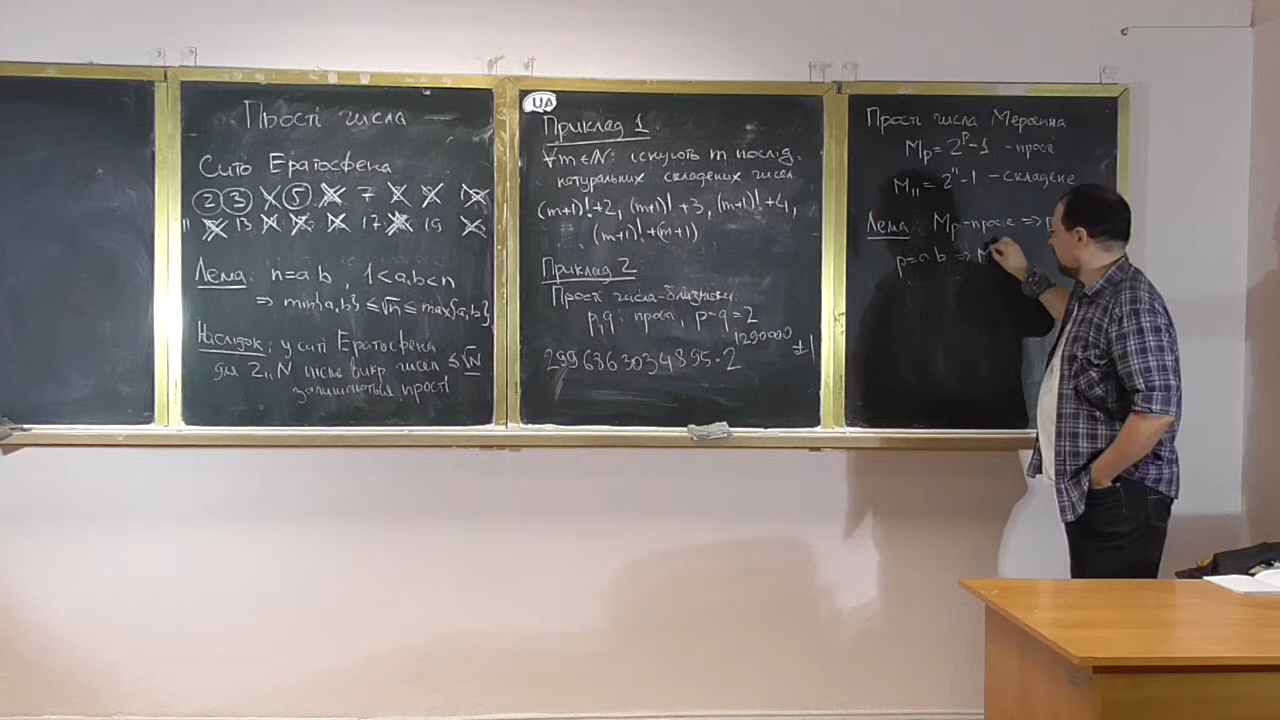 Прості числа
Сито Ератосфена
2 3 5 7
11 13 17 19
Лема: n=ab, 1<a,b<n
⇒ min{a,b}≤√n≤max{a,b}
Наслідок: у ситі Ератосфена
для 2,, N після викр чисел ≤√N
залишаються прості
UA
Приклад 1.
∀m∈N: існують m послід.
натуральних складених чисел.
(m+1)!+2, (m+1)!+3, (m+1)!+4,
..., (m+1)!+(m+1)
Приклад 2
Прості числа-близнюки.
p,q: прості, p-q=2
2996863034895·2^1290000 ±1
Прості числа Мерсенна
Mp=2^p-1 -просте
M11=2^11-1 -складене
Лема: Mp-просте ⇒
p=ab ⇒